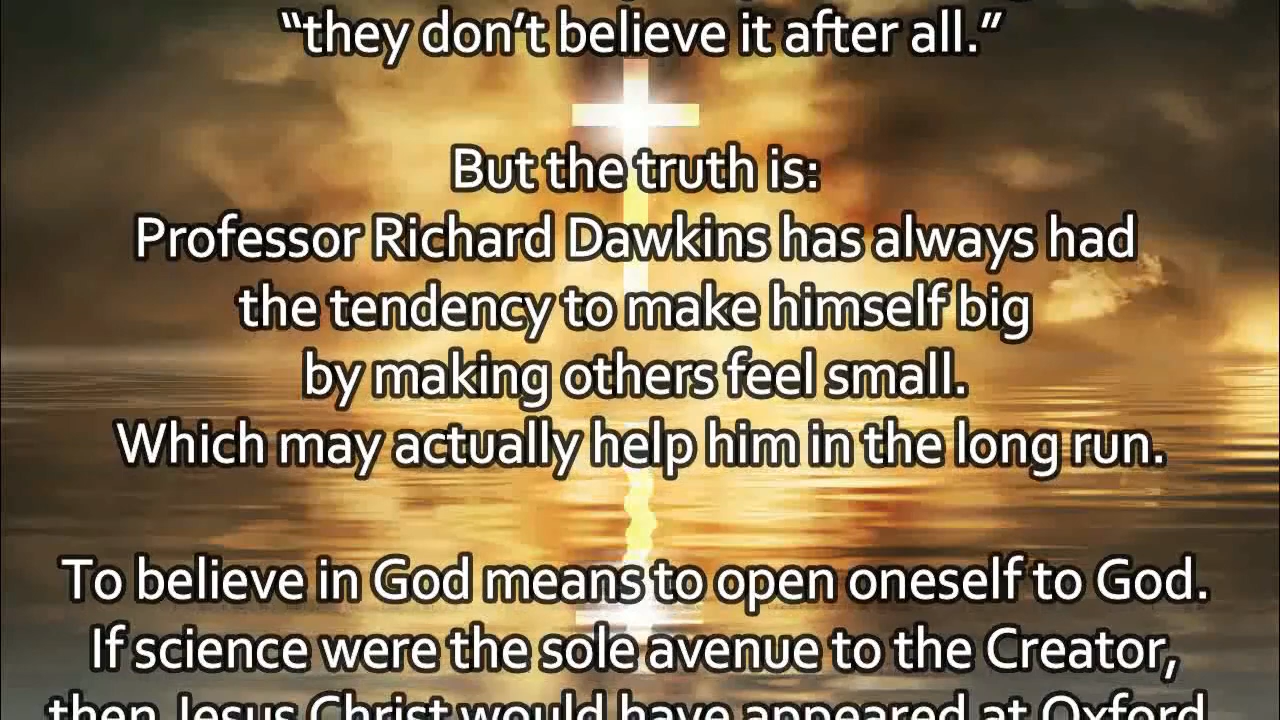 “they don’t believe it after all.”
But the truth is:
Professor Richard Dawkins has always had
the tendency to make himself big
by making others feel small.
Which may actually help him in the long run.
To believe in God means to open oneself to God.
If science were the sole avenue to the Creator,
then Jesus Christ would have appeared at Oxford